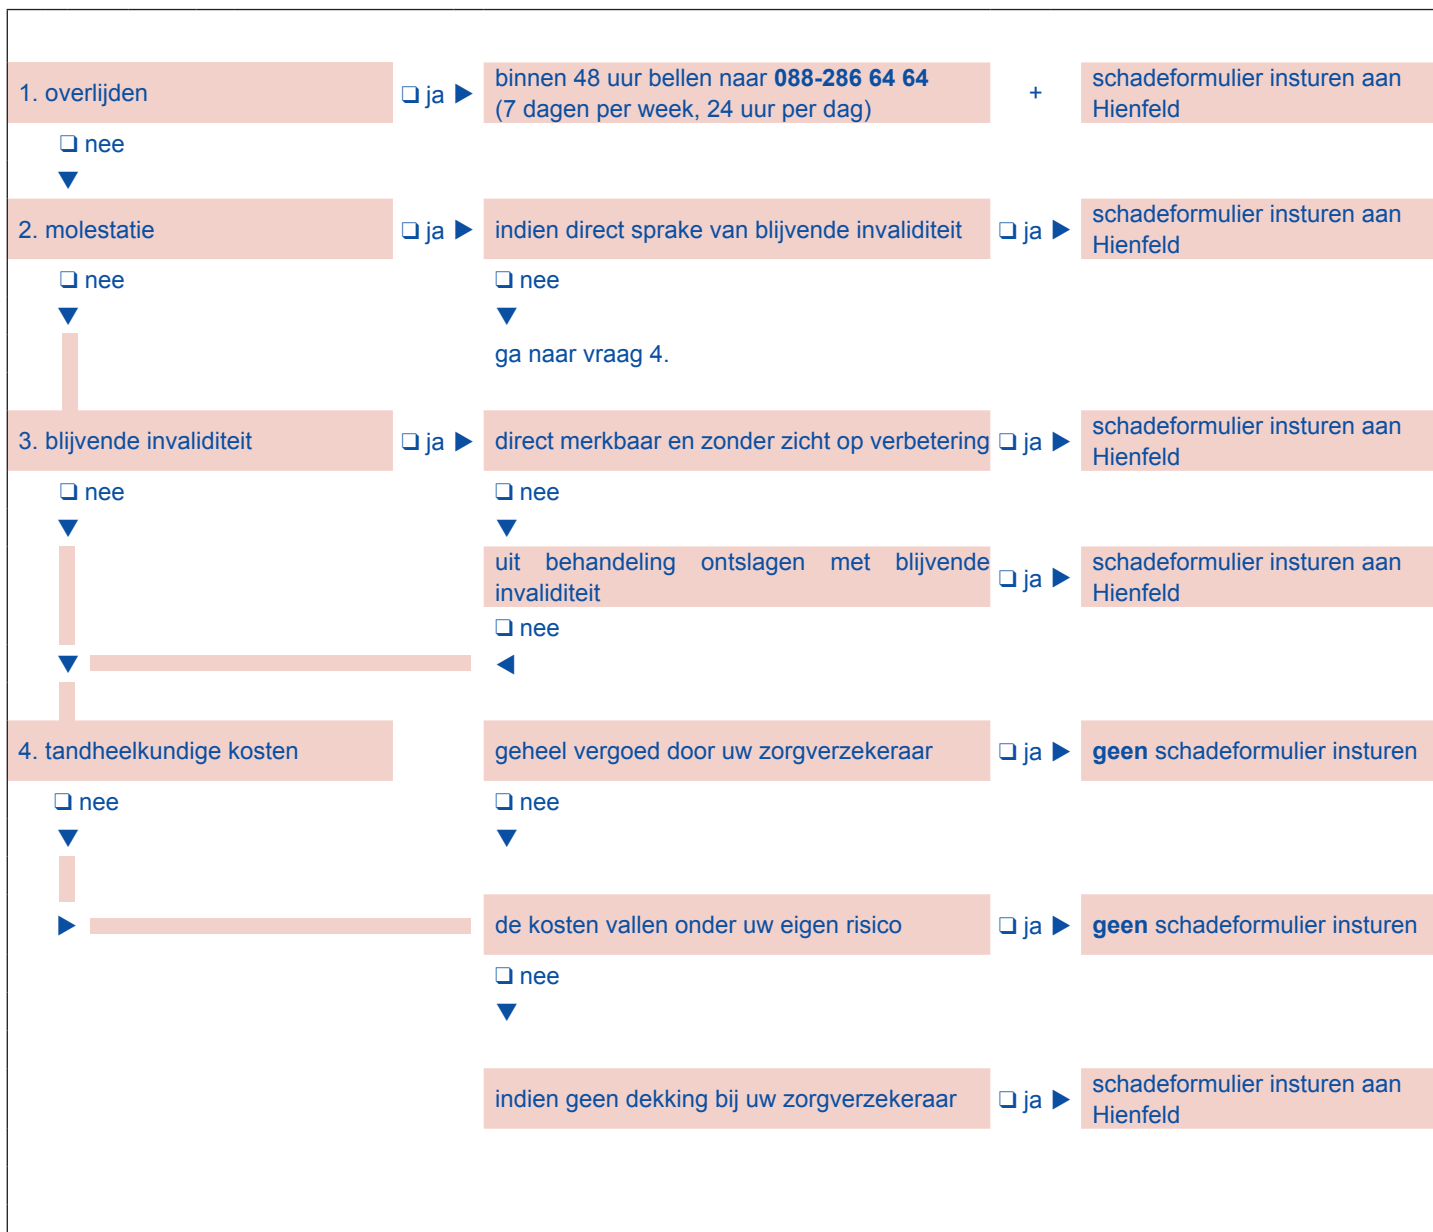 1. overlijden
❏ ja ▶
binnen 48 uur bellen naar 088-286 64 64
(7 dagen per week, 24 uur per dag)
+
schadeformulier insturen aan
Hienfeld
❏ nee
▼
2. molestatie
❏ ja ▶
indien direct sprake van blijvende invaliditeit
❏ ja ▶
schadeformulier insturen aan
Hienfeld
❏ nee
❏ nee
▼
▼
ga naar vraag 4.
3. blijvende invaliditeit
❏ ja ▶
direct merkbaar en zonder zicht op verbetering
❏ ja ▶
schadeformulier insturen aan
Hienfeld
❏ nee
❏ nee
▼
▼
uit behandeling ontslagen met blijvende
invaliditeit
❏ ja ▶
schadeformulier insturen aan
Hienfeld
❏ nee
▼
◀
4. tandheelkundige kosten
geheel vergoed door uw zorgverzekeraar
❏ ja ▶
geen schadeformulier insturen
❏ nee
❏ nee
▼
▼
▶
de kosten vallen onder uw eigen risico
❏ ja ▶
geen schadeformulier insturen
❏ nee
▼
indien geen dekking bij uw zorgverzekeraar
❏ ja ▶
schadeformulier insturen aan
Hienfeld